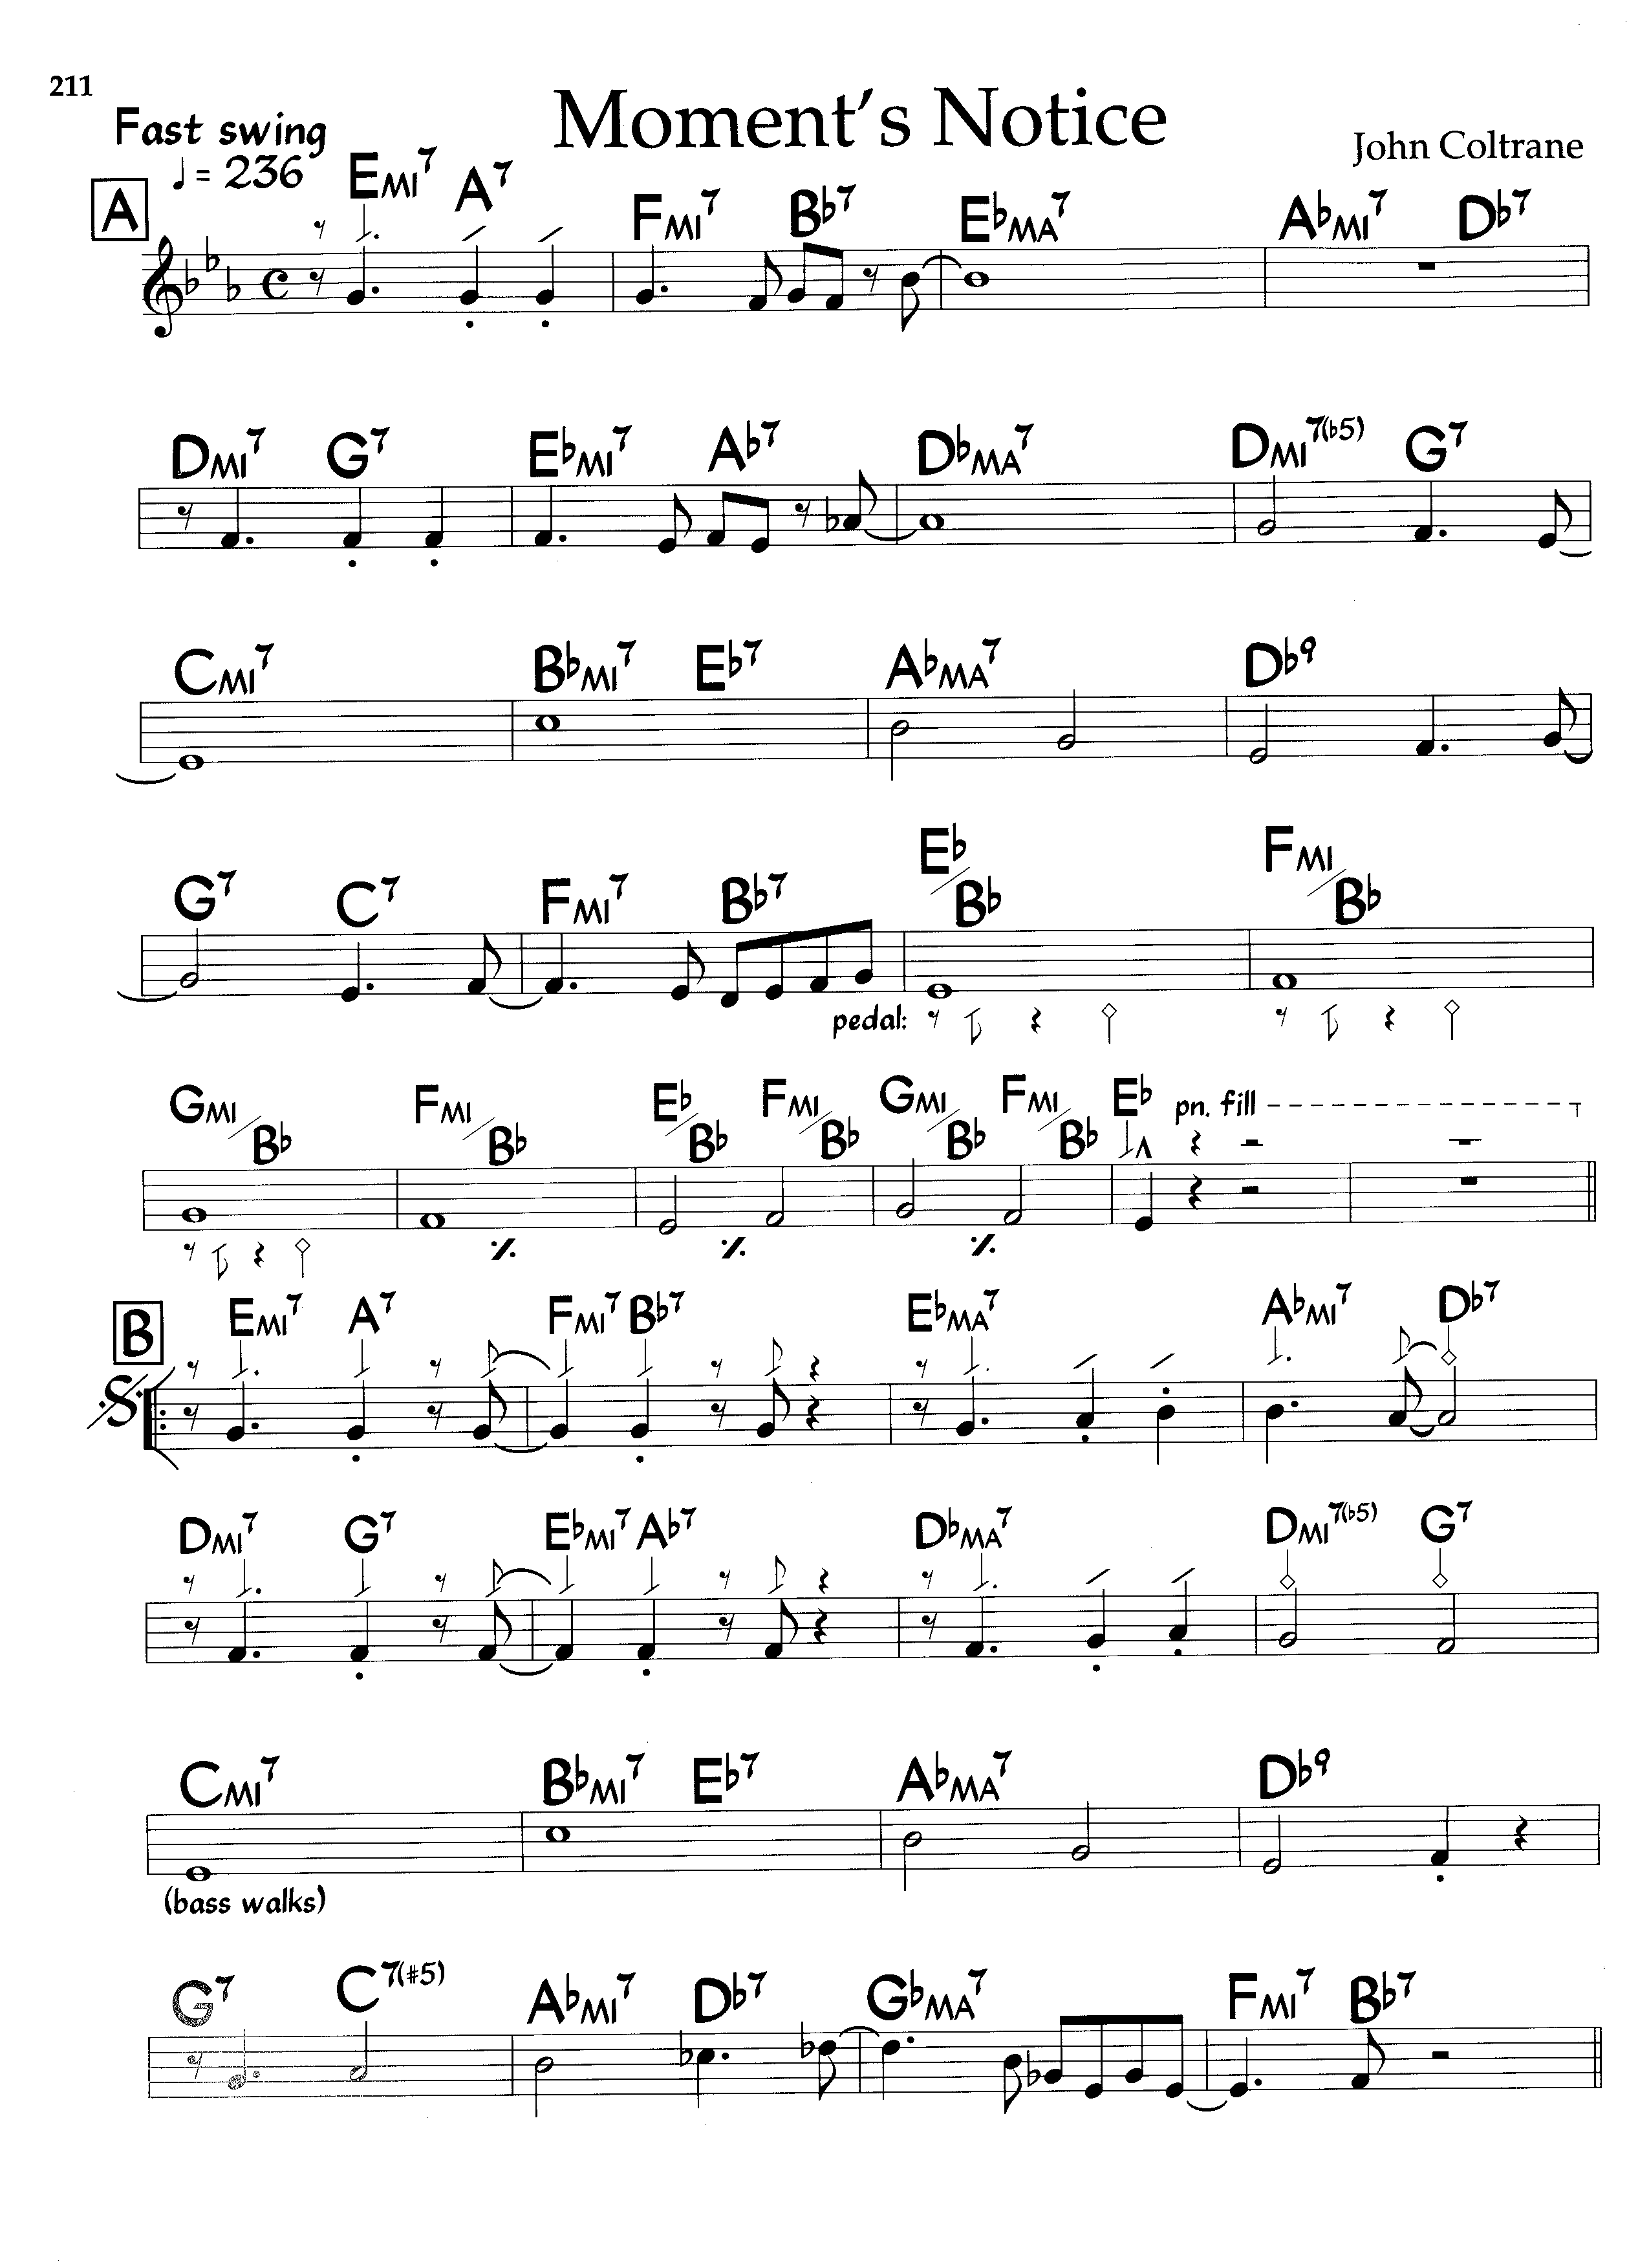 211
Moment's Notice
Fast swing
♩ = 236
John Coltrane
A
Emi7 A7 Fmi7 B♭7 E♭ma7 A♭mi7 D♭7
Dmi7 G7 E♭mi7 A♭7 D♭ma7 Dmi7(♭5) G7
Cmi7 B♭mi7 E♭7 A♭ma7 D♭9
G7 C7 Fmi7 B♭7 E♭/B♭ Fmi/B♭
pedal:
Gmi/B♭ Fmi/B♭ E♭/B♭ Fmi/B♭ Gmi/B♭ Fmi/B♭ E♭ pn. fill
B
Emi7 A7 Fmi7 B♭7 E♭ma7 A♭mi7 D♭7
Dmi7 G7 E♭mi7 A♭7 D♭ma7 Dmi7(♭5) G7
Cmi7 B♭mi7 E♭7 A♭ma7 D♭9
(bass walks)
G7 C7(#5) A♭mi7 D♭7 G♭ma7 Fmi7 B♭7